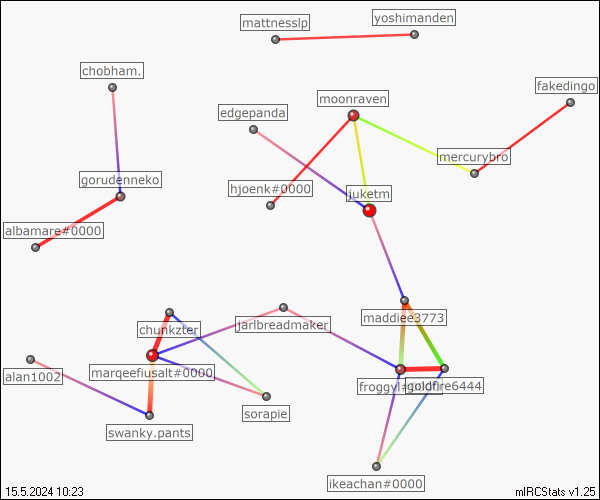 mattnesslp
yoshimanden
chobham.
fakedingo
moonraven
edgepanda
mercurybro
gorudenneko
hjoenk#0000
juketm
albamare#0000
maddiee3773
chunkzter
jarlbreadmaker
alan1002
marqeefiusalt#0000
goldfire6444
sorapie
swanky.pants
ikeachan#0000
15.5.2024 10:23
mIRCStats v1.25